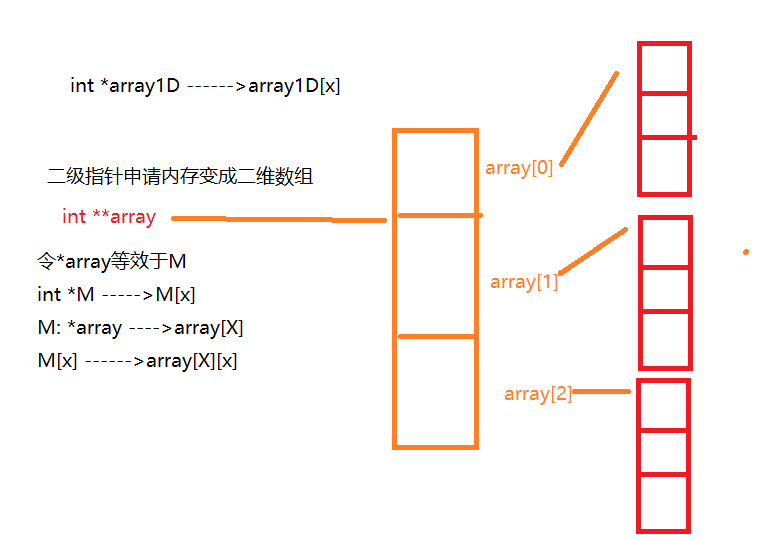 int *array1D ------>array1D[x]
二级指针申请内存变成二维数组
int **array
令*array等效于M
int *M ----->M[x]
M: *array ---->array[X]
M[x] ------>array[X][x]
array[0]
array[1]
array[2]